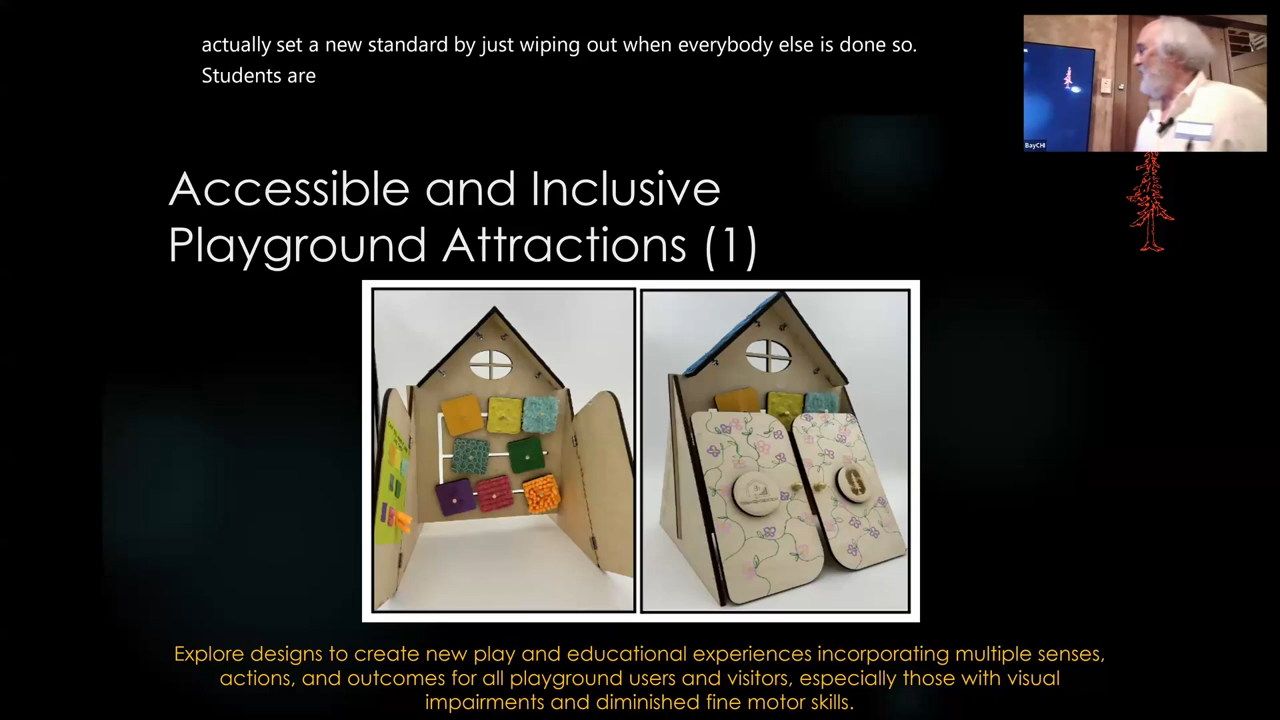 actually set a new standard by just wiping out when everybody else is done so.
Students are
BayCHI
Accessible and Inclusive
Playground Attractions (1)
Explore designs to create new play and educational experiences incorporating multiple senses,
actions, and outcomes for all playground users and visitors, especially those with visual
impairments and diminished fine motor skills.